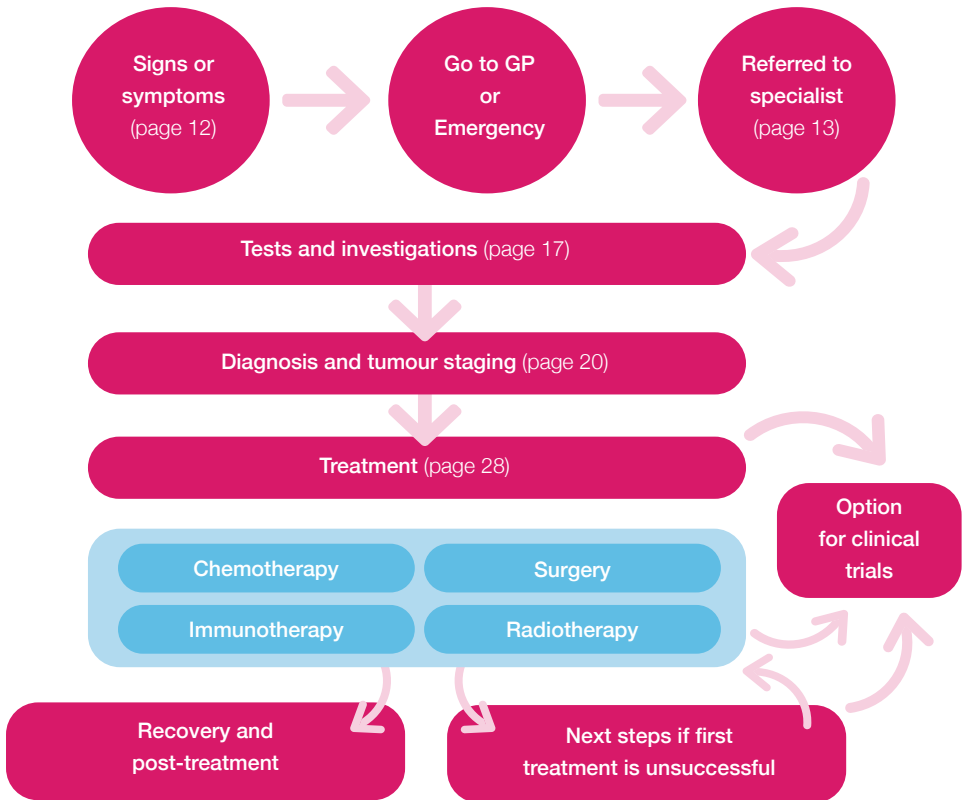 Signs or
symptoms
(page 12)
Go to GP
or
Emergency
Referred to
specialist
(page 13)
Tests and investigations (page 17)
Diagnosis and tumour staging (page 20)
Treatment (page 28)
Option
for clinical
trials
Chemotherapy
Surgery
Immunotherapy
Radiotherapy
Recovery and
post-treatment
Next steps if first
treatment is unsuccessful